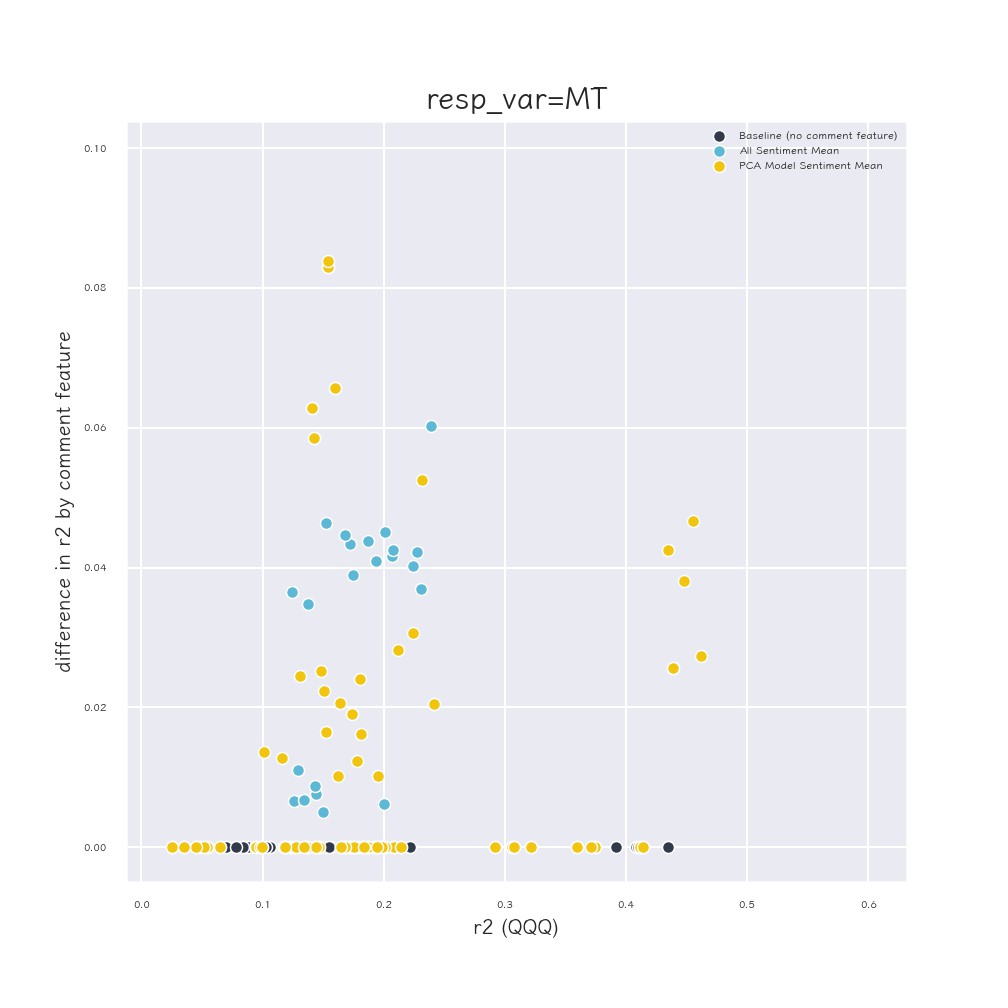 resp_var=MT
Baseline (no comment feature)
All Sentiment Mean
PCA Model Sentiment Mean
0.10
0.08
0.06
0.04
0.02
0.00
difference in r2 by comment feature
0.0 0.1 0.2 0.3 0.4 0.5 0.6
r2 (QQQ)